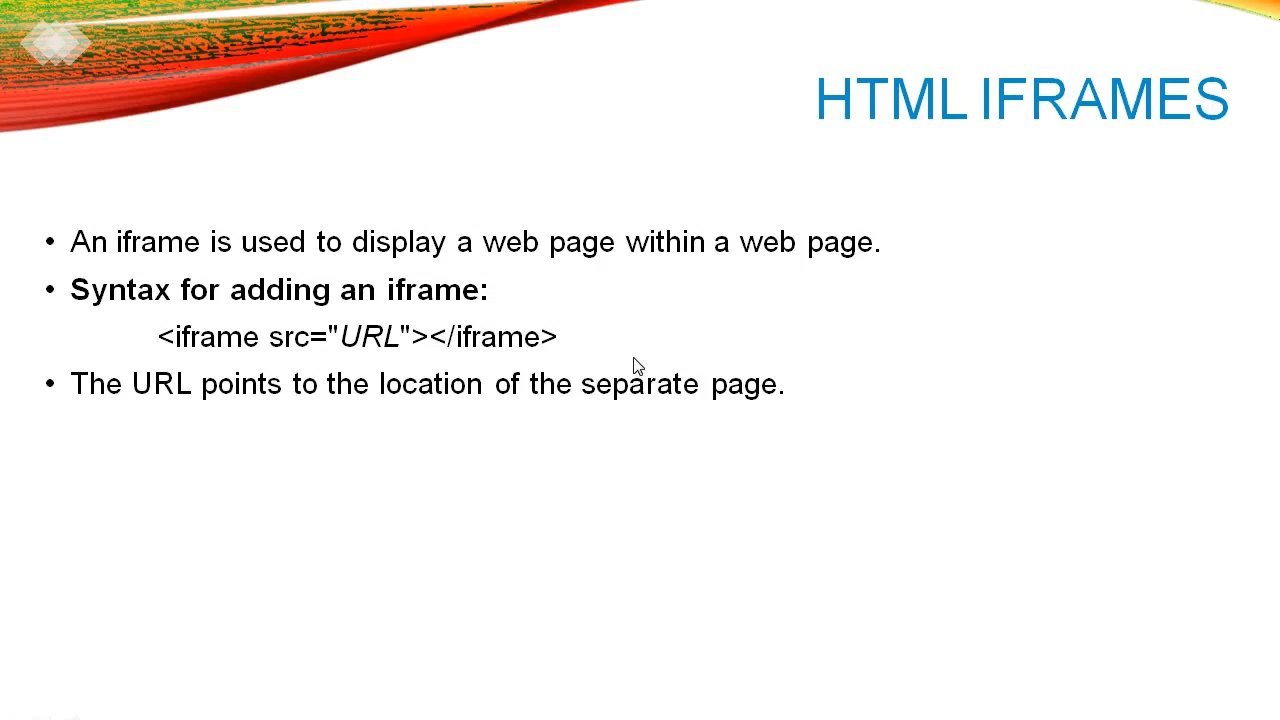 HTML IFRAMES
• An iframe is used to display a web page within a web page.
• Syntax for adding an iframe:
<iframe src="URL"></iframe>
• The URL points to the location of the separate page.